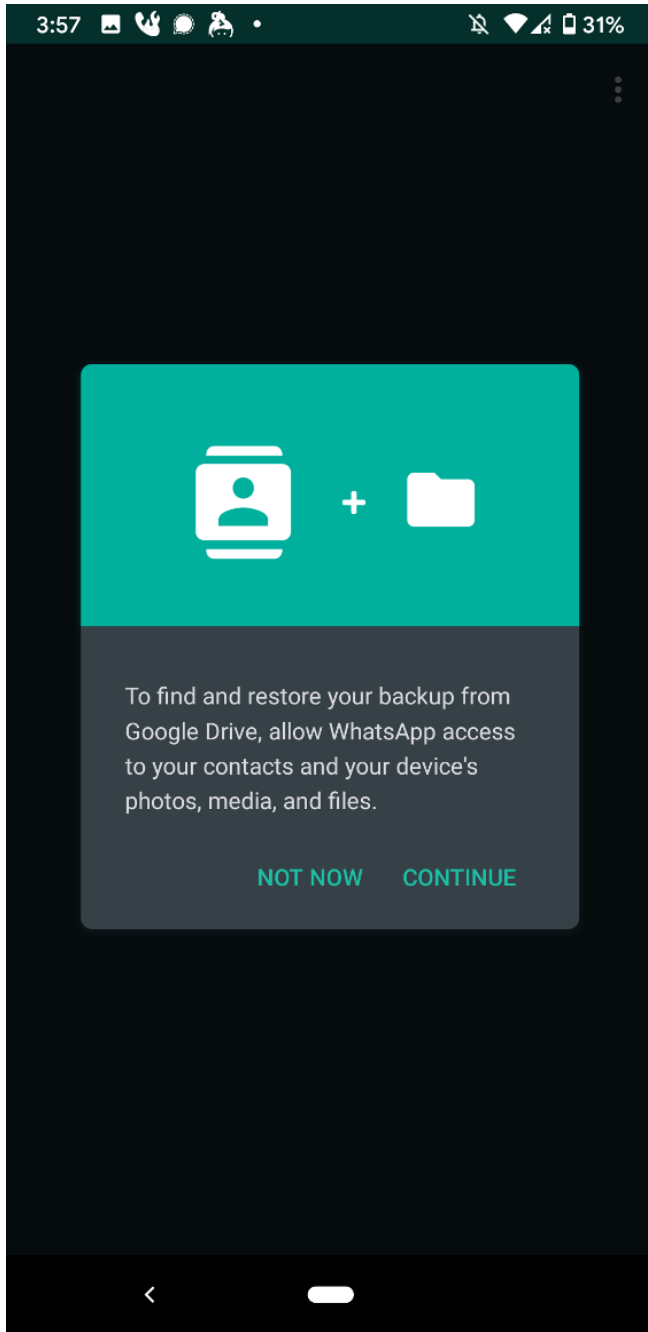 3:57 31%
To find and restore your backup from
Google Drive, allow WhatsApp access
to your contacts and your device's
photos, media, and files.
NOT NOW CONTINUE